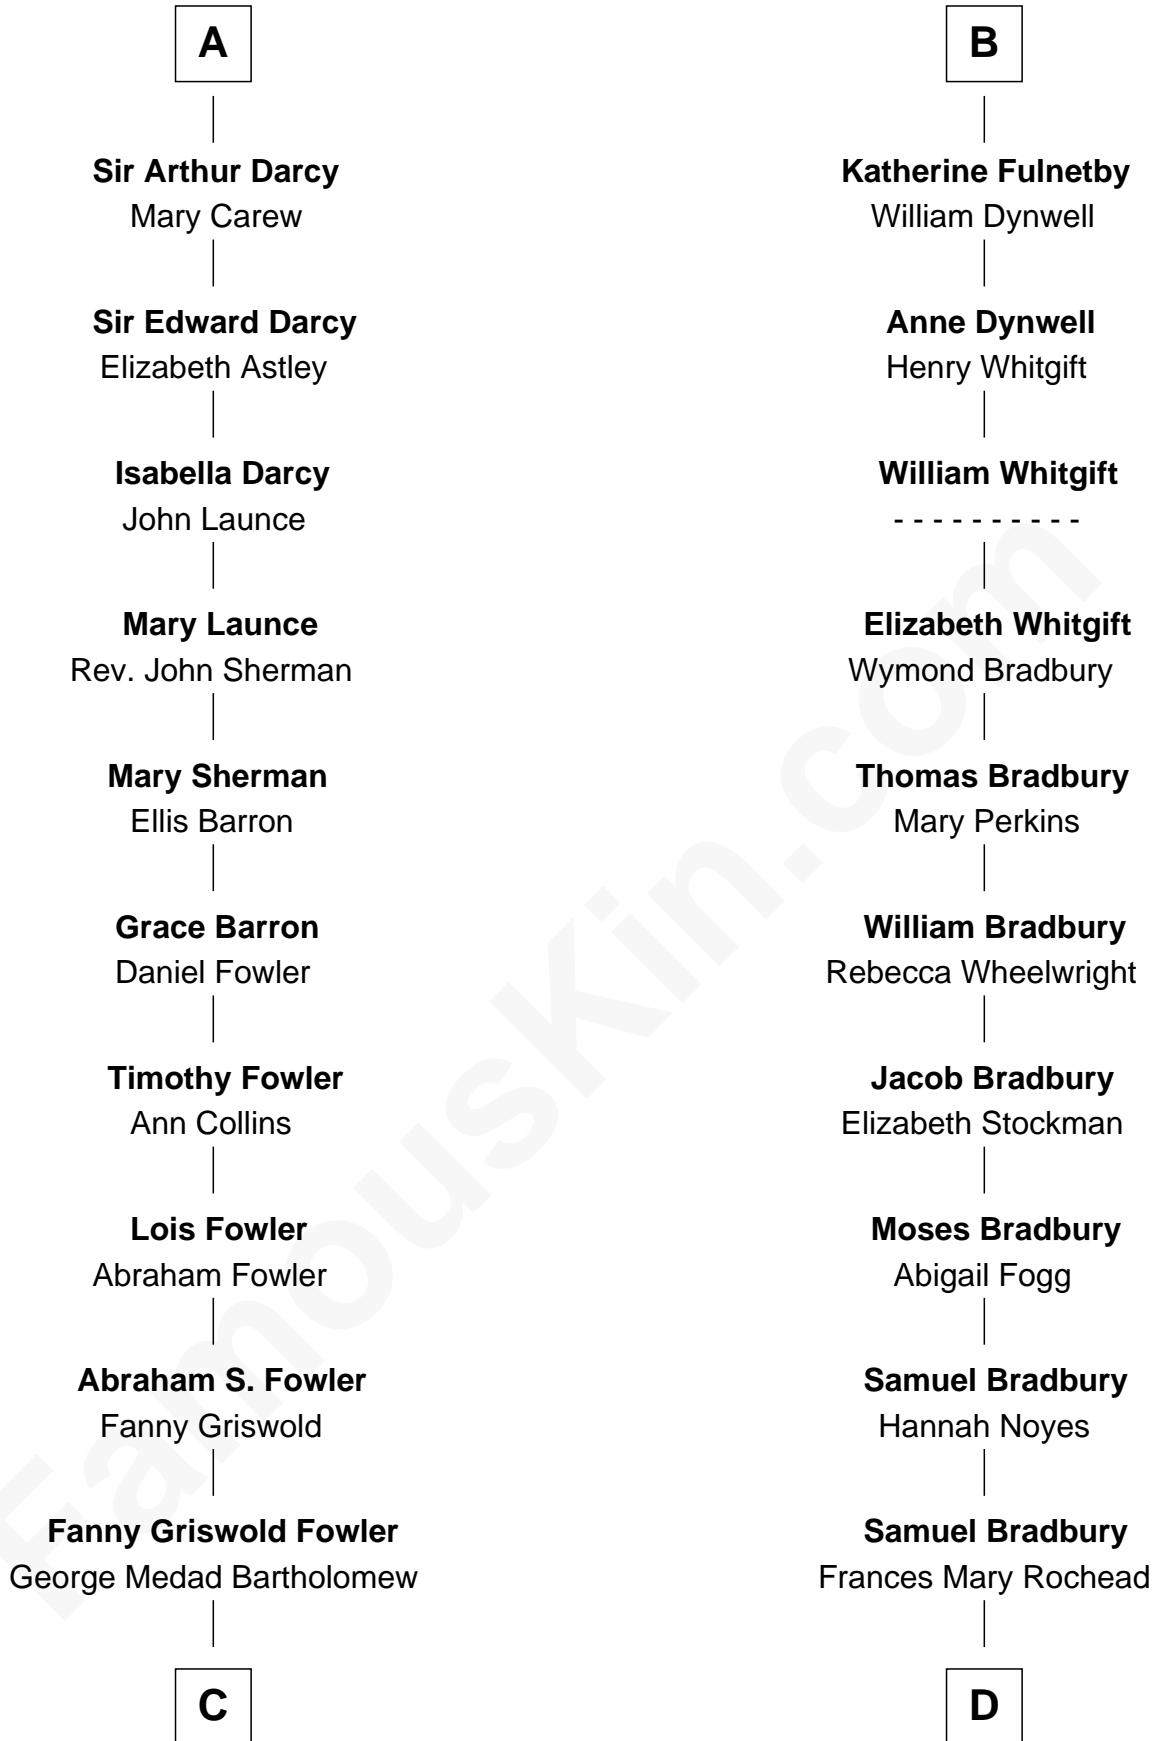 A
Sir Arthur Darcy
Mary Carew
Sir Edward Darcy
Elizabeth Astley
Isabella Darcy
John Launce
Mary Launce
Rev. John Sherman
Mary Sherman
Ellis Barron
Grace Barron
Daniel Fowler
Timothy Fowler
Ann Collins
Lois Fowler
Abraham Fowler
Abraham S. Fowler
Fanny Griswold
Fanny Griswold Fowler
George Medad Bartholomew
C
B
Katherine Fulnetby
William Dynwell
Anne Dynwell
Henry Whitgift
William Whitgift
- - - - - - - - - -
Elizabeth Whitgift
Wymond Bradbury
Thomas Bradbury
Mary Perkins
William Bradbury
Rebecca Wheelwright
Jacob Bradbury
Elizabeth Stockman
Moses Bradbury
Abigail Fogg
Samuel Bradbury
Hannah Noyes
Samuel Bradbury
Frances Mary Rochead
D
FamousKin.com